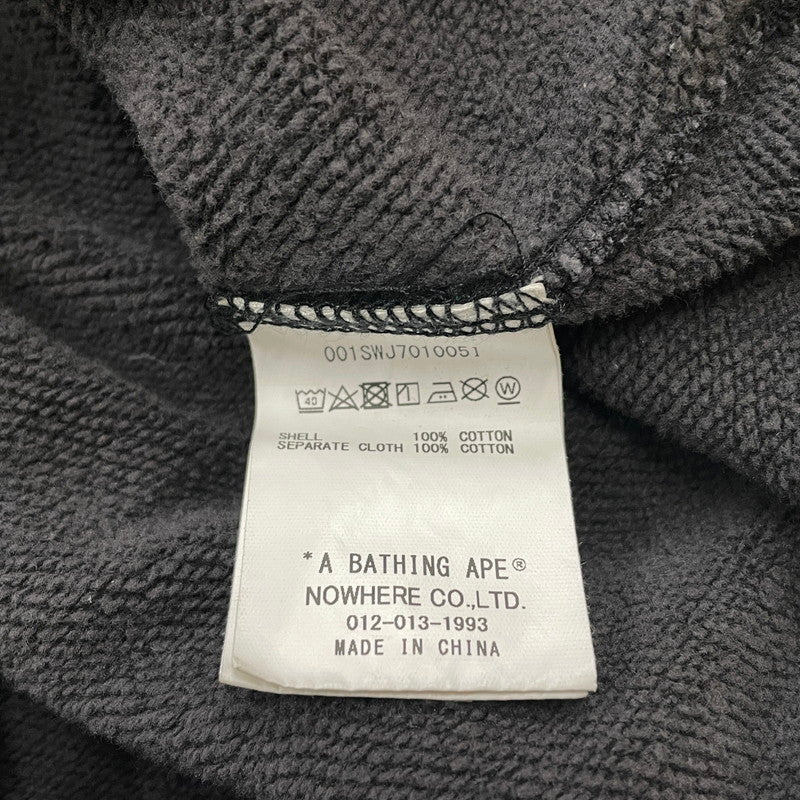 001SWJ7010051
40 W
SHELL 100% COTTON
SEPARATE CLOTH 100% COTTON
*A BATHING APE®
NOWHERE CO.,LTD.
012-013-1993
MADE IN CHINA